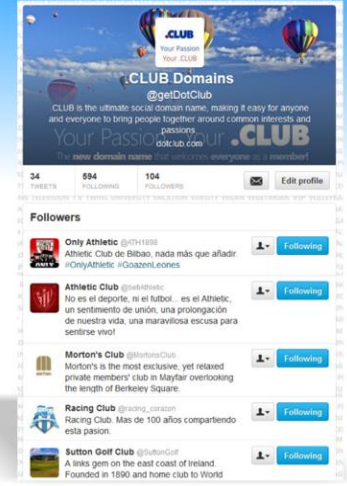 .CLUB
Your Passion
Your .CLUB
.CLUB Domains
@getDotClub
.CLUB is the ultimate social domain name, making it easy for anyone
and everyone to bring people together around common interests and
passions
dotclub.com
Your Passion Your .CLUB
The new domain name that welcomes everyone as a member!
34
TWEETS
594
FOLLOWING
104
FOLLOWERS
Edit profile
Followers
Only Athletic @ATH1898
Following
Athletic Club de Bilbao, nada más que añadir.
#OnlyAthletic #GoazenLeones
Athletic Club
Following
No es el deporte, ni el futbol... es el Athletic,
un sentimiento de unión, una prolongación
de nuestra vida, una maravillosa escusa para
sentirse vivo!
Morton's Club @MortonsClub
Following
Morton's is the most exclusive, yet relaxed
private members' club in Mayfair overlooking
the length of Berkeley Square.
Racing Club @racing_corazon
Following
Racing Club. Mas de 100 años compartiendo
esta pasion.
Sutton Golf Club @SuttonGolf
Following
A links gem on the east coast of Ireland.
Founded in 1890 and home club to World